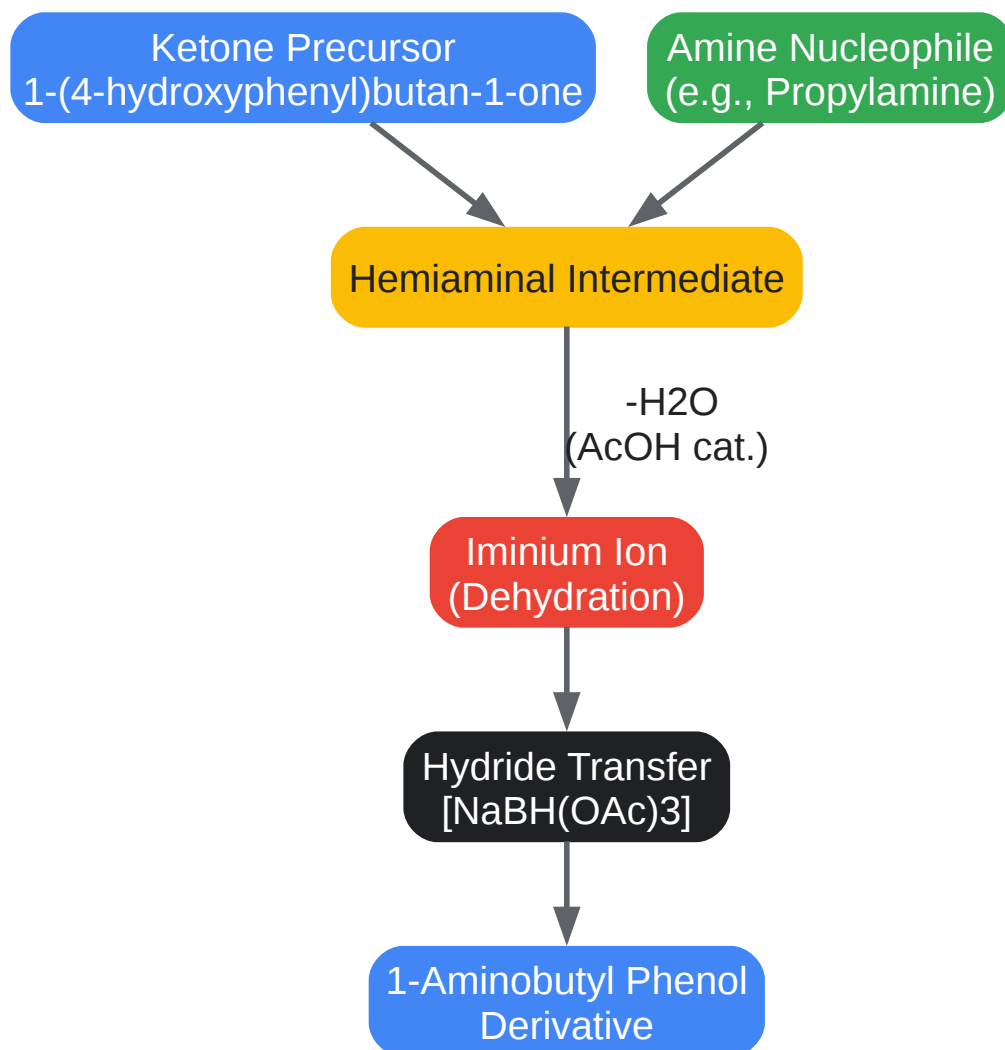 Ketone Precursor
1-(4-hydroxyphenyl)butan-1-one
Amine Nucleophile
(e.g., Propylamine)
Hemiaminal Intermediate
-H2O
(AcOH cat.)
Iminium Ion
(Dehydration)
Hydride Transfer
[NaBH(OAc)3]
1-Aminobutyl Phenol
Derivative